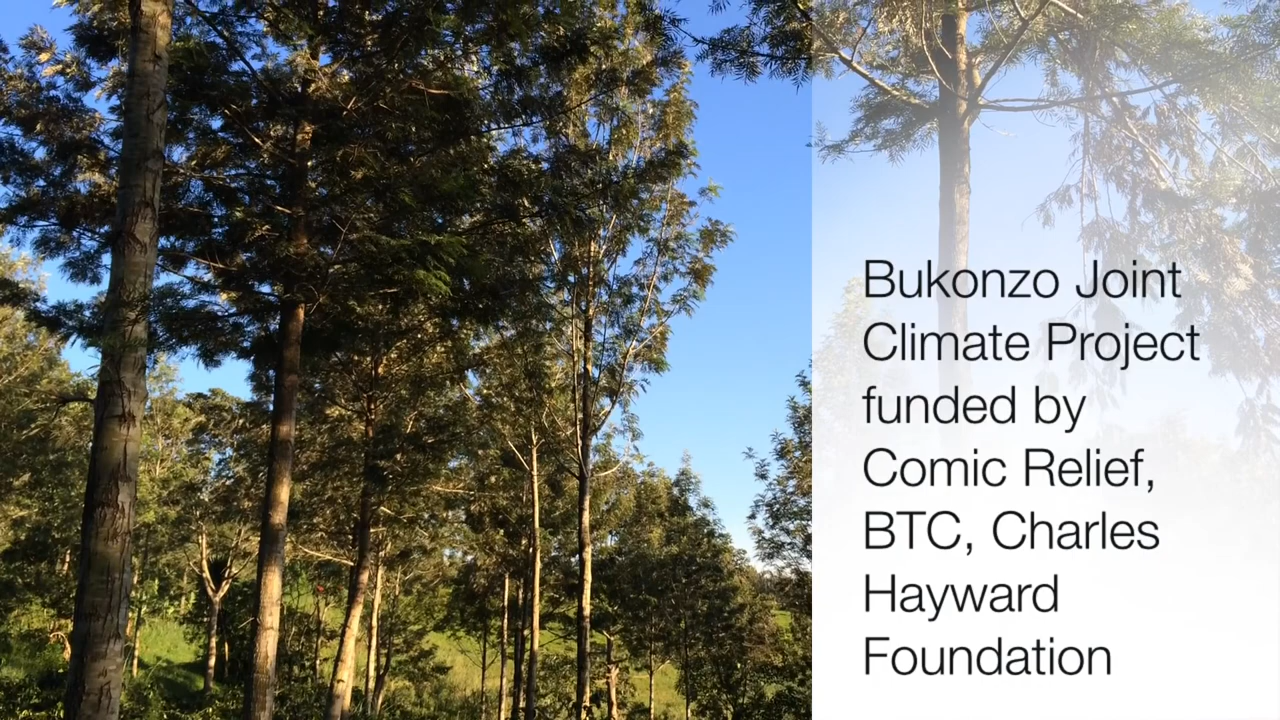 Bukonzo Joint
Climate Project
funded by
Comic Relief,
BTC, Charles
Hayward
Foundation